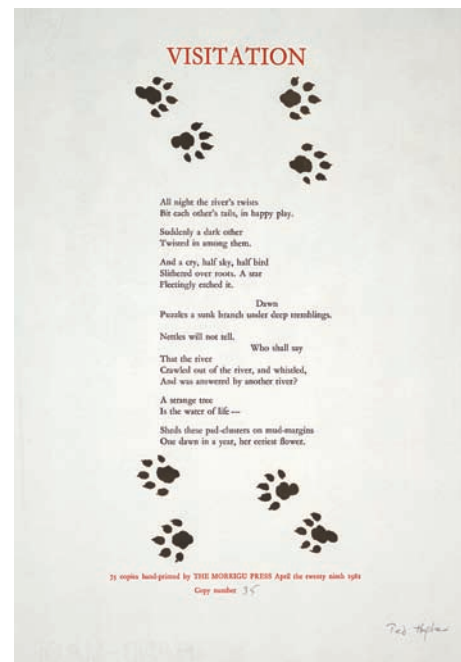 VISITATION
All night the river's twists
Bit each other's tails, in happy play.
Suddenly a dark other
Twisted in among them.
And a cry, half sky, half bird
Slithered over roots. A star
Fleetingly etched it.
Dawn
Puzzles a sunk branch under deep tremblings.
Nettles will not tell.
Who shall say
That the river
Crawled out of the river, and whistled,
And was answered by another river?
A strange tree
Is the water of life—
Sheds these pad-clusters on mud-margins
One dawn in a year, her eeriest flower.
75 copies hand-printed by THE MORRIGU PRESS April the twenty ninth 1982
Copy number 35
Ted Hughes